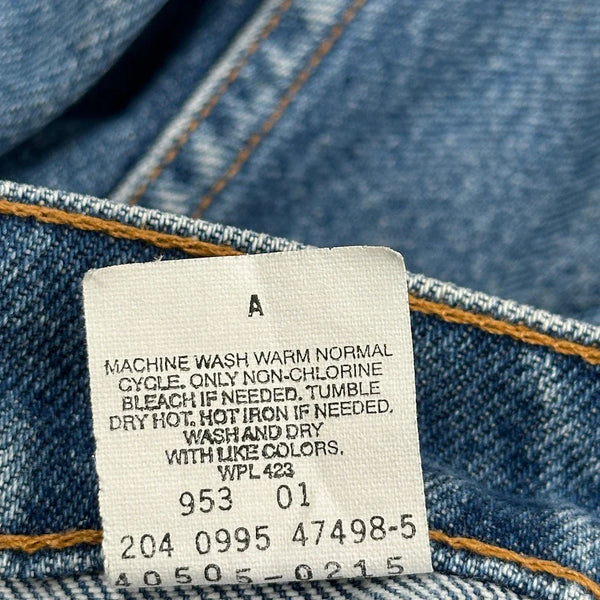 A
MACHINE WASH WARM NORMAL
CYCLE. ONLY NON-CHLORINE
BLEACH IF NEEDED. TUMBLE
DRY HOT. HOT IRON IF NEEDED.
WASH AND DRY
WITH LIKE COLORS.
WPL 423
953 01
204 0995 47498-5
40505-0215